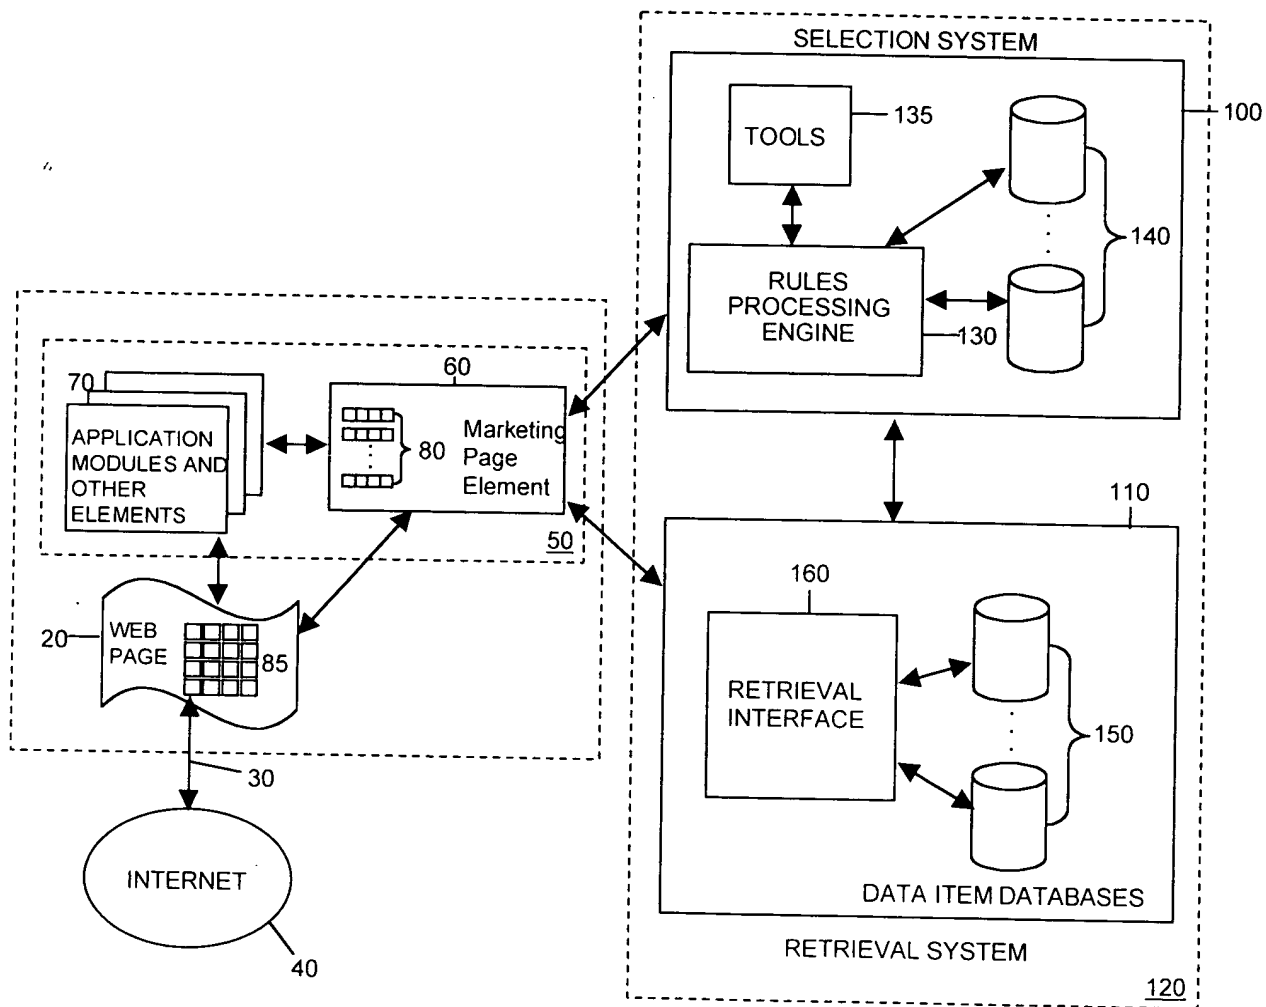 SELECTION SYSTEM
100
TOOLS
135
140
RULES
PROCESSING
ENGINE
130
60
70
APPLICATION
MODULES AND
OTHER
ELEMENTS
80
Marketing
Page
Element
50
110
160
20
WEB
PAGE
85
RETRIEVAL
INTERFACE
150
30
INTERNET
40
DATA ITEM DATABASES
RETRIEVAL SYSTEM
120